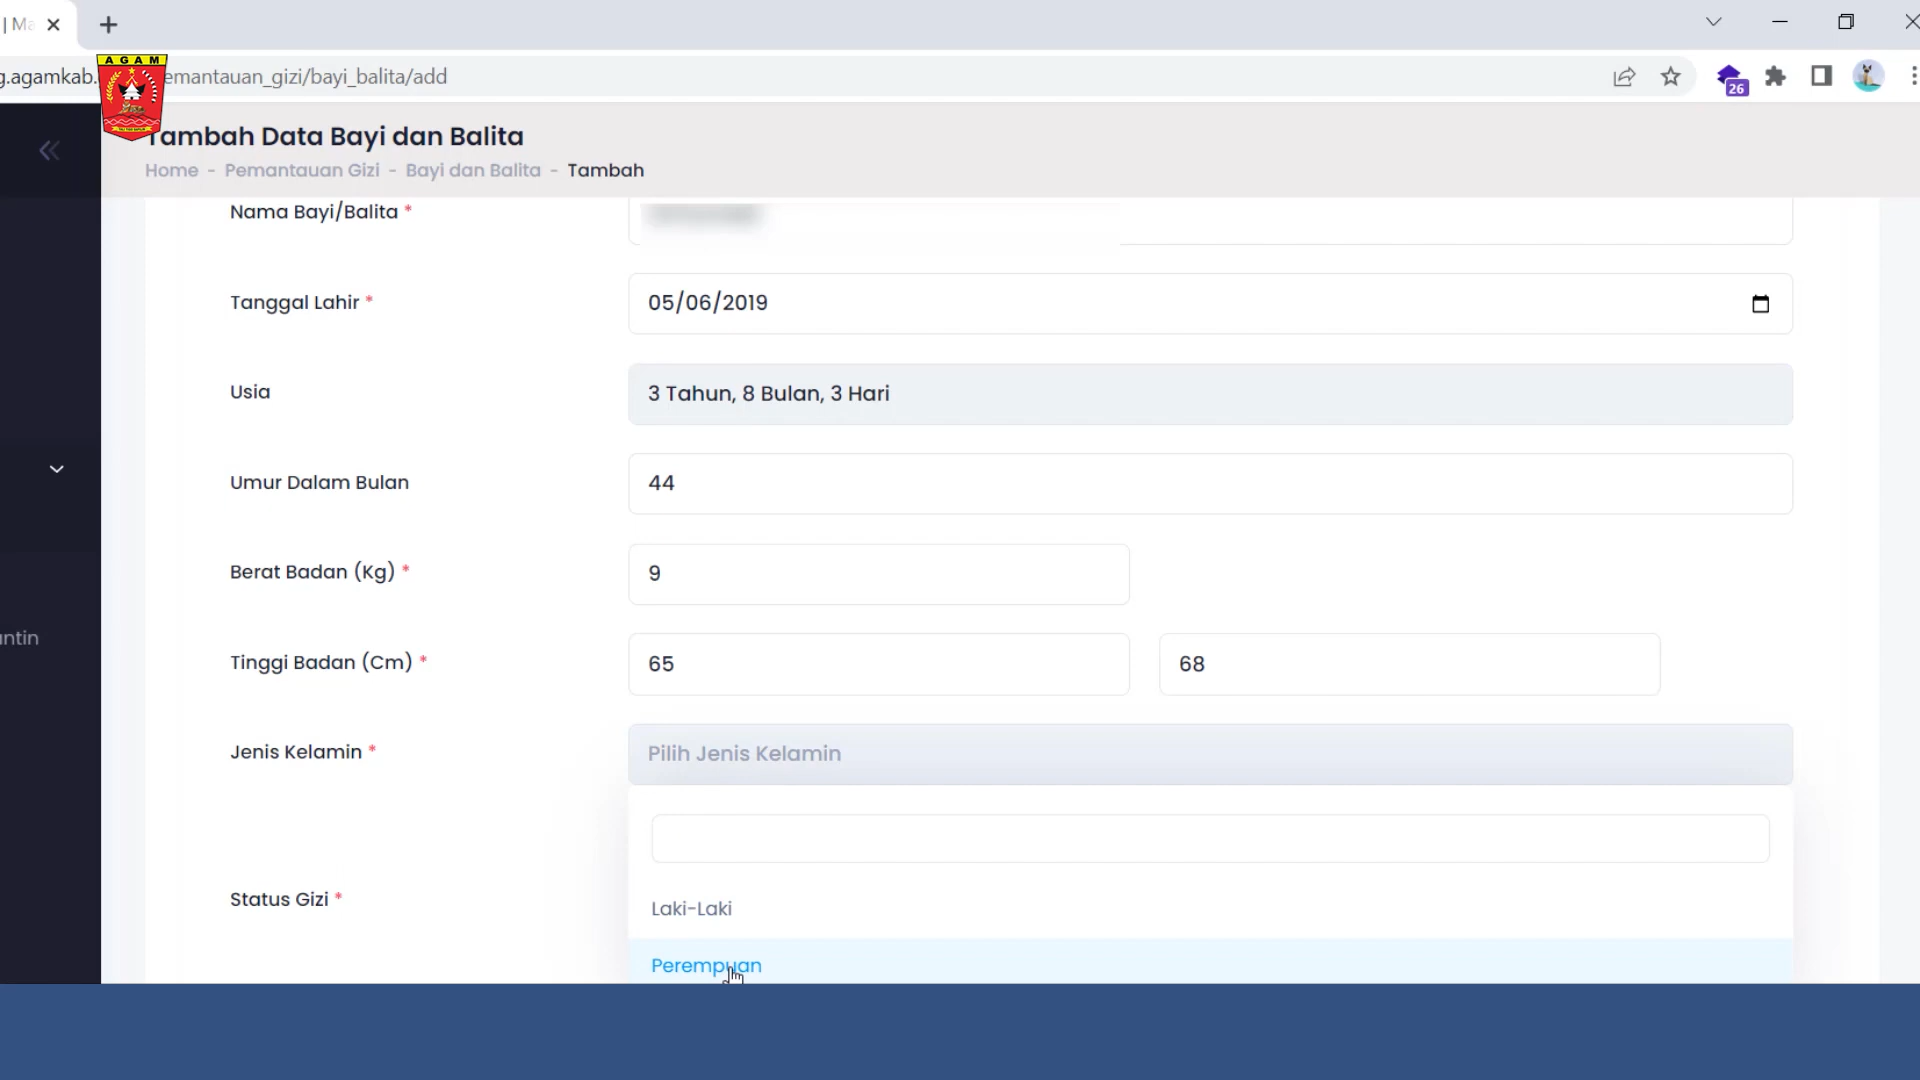 | Ma
g.agamkab.
emantauan_gizi/bayi_balita/add
26
AGAM
Tambah Data Bayi dan Balita
Home - Pemantauan Gizi - Bayi dan Balita - Tambah
Nama Bayi/Balita *
Tanggal Lahir *
05/06/2019
Usia
3 Tahun, 8 Bulan, 3 Hari
Umur Dalam Bulan
44
Berat Badan (Kg) *
9
antin
Tinggi Badan (Cm) *
65
68
Jenis Kelamin *
Pilih Jenis Kelamin
Status Gizi *
Laki-Laki
Perempuan